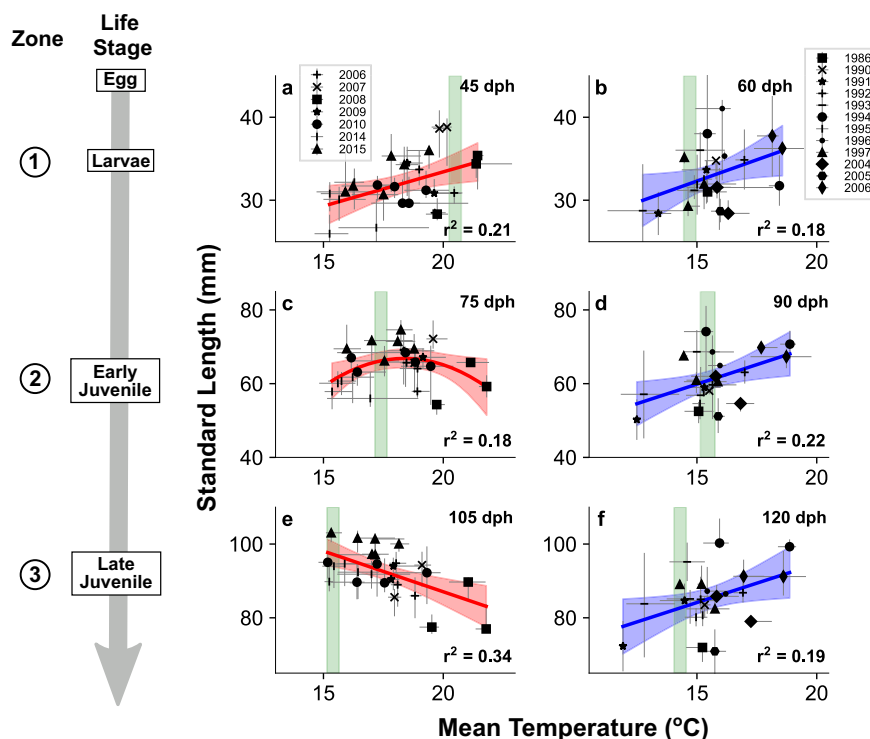 Zone
Life
Stage
Egg
1
Larvae
2
Early
Juvenile
3
Late
Juvenile
Standard Length (mm)
Mean Temperature (°C)
a
45 dph
2006
2007
2008
2009
2010
2014
2015
40
30
15
20
r² = 0.21
b
60 dph
1986
1990
1991
1992
1993
1994
1995
1996
1997
2004
2005
2006
40
30
15
20
r² = 0.18
c
75 dph
80
60
40
15
20
r² = 0.18
d
90 dph
80
60
40
15
20
r² = 0.22
e
105 dph
100
80
15
20
r² = 0.34
f
120 dph
100
80
15
20
r² = 0.19